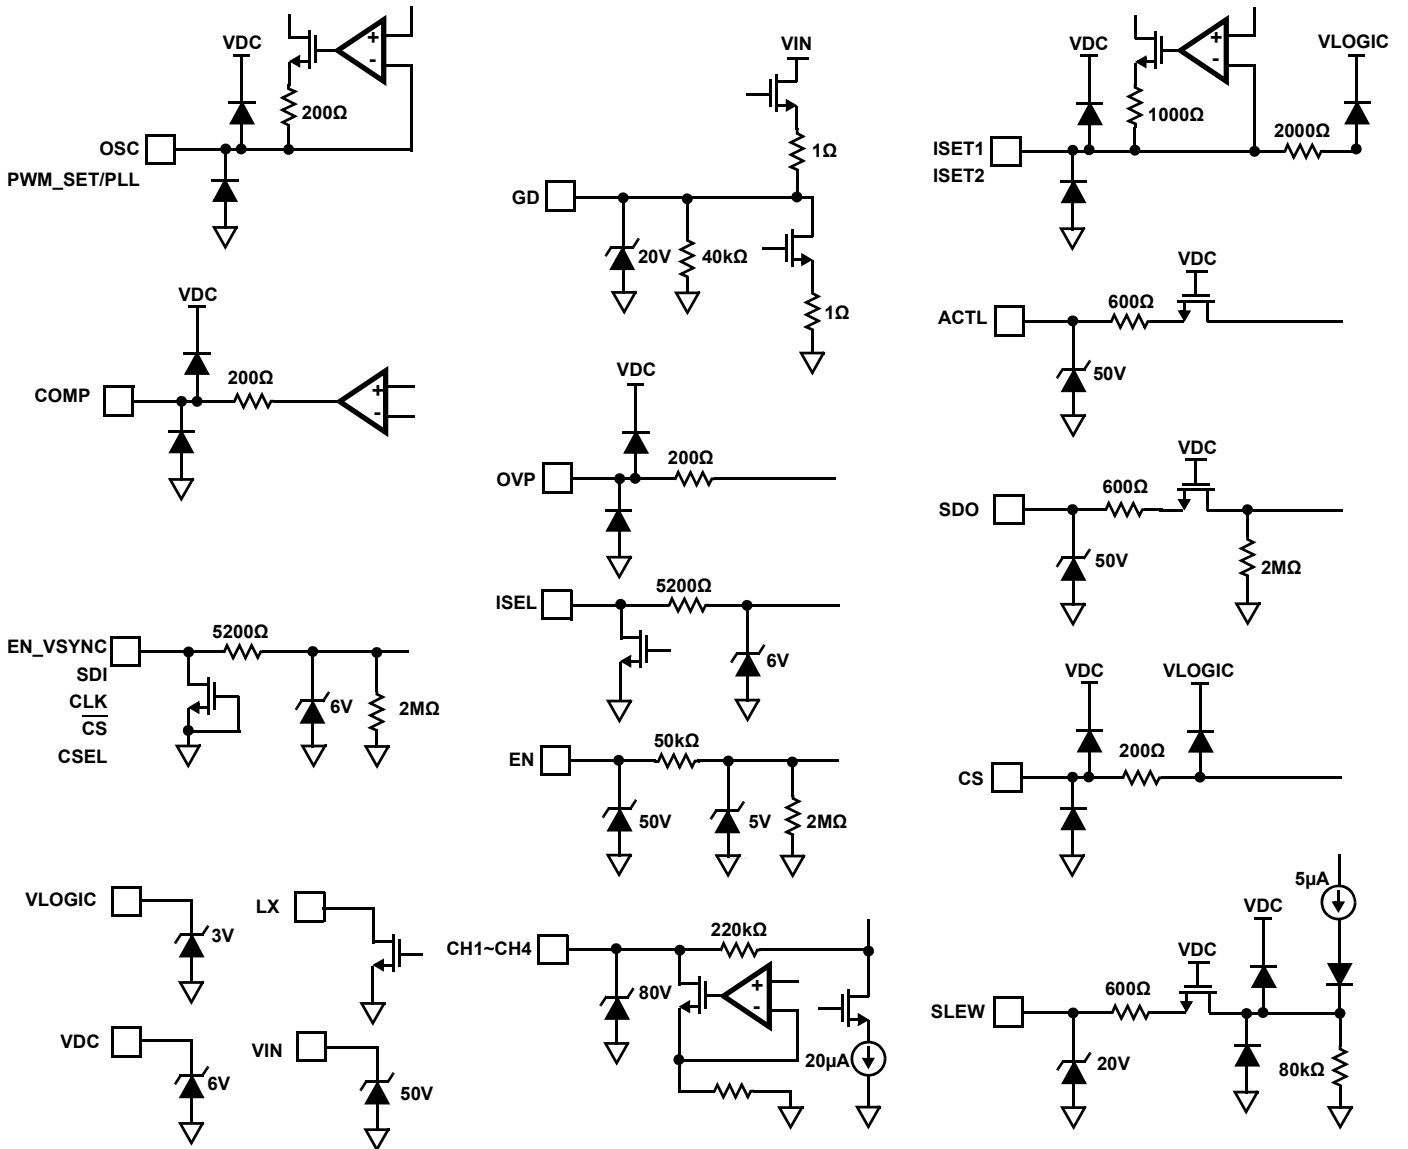 VDC
+
-
200Ω
OSC
PWM_SET/PLL
VDC
200Ω
COMP
+
-
EN_VSYNC
SDI
CLK
CS
CSEL
5200Ω
6V
2MΩ
VLOGIC
3V
LX
VDC
6V
VIN
50V
VIN
1Ω
GD
20V
40kΩ
1Ω
VDC
200Ω
OVP
ISEL
5200Ω
6V
EN
50kΩ
50V
5V
2MΩ
CH1~CH4
220kΩ
80V
+
-
20µA
VDC
+
-
VLOGIC
1000Ω
2000Ω
ISET1
ISET2
VDC
600Ω
ACTL
50V
VDC
600Ω
SDO
50V
2MΩ
VDC
VLOGIC
200Ω
CS
5µA
VDC
VDC
600Ω
SLEW
20V
80kΩ